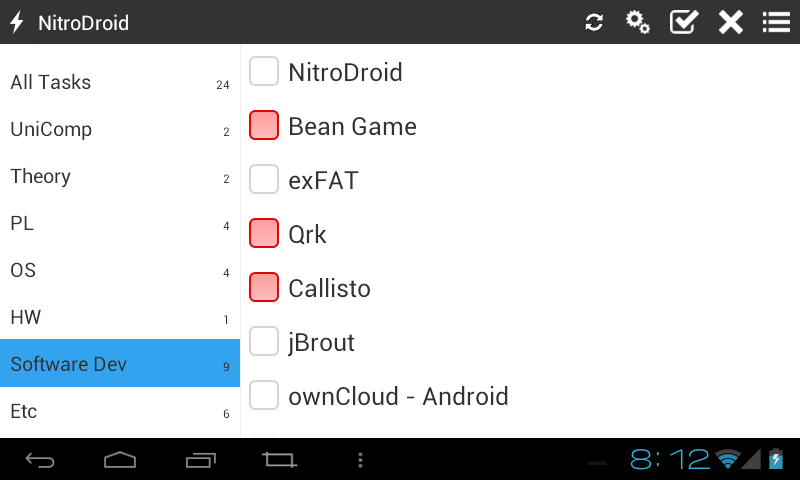 NitroDroid
All Tasks 24
UniComp 2
Theory 2
PL 4
OS 4
HW 1
Software Dev 9
Etc 6
NitroDroid
Bean Game
exFAT
Qrk
Callisto
jBrout
ownCloud - Android
8:12